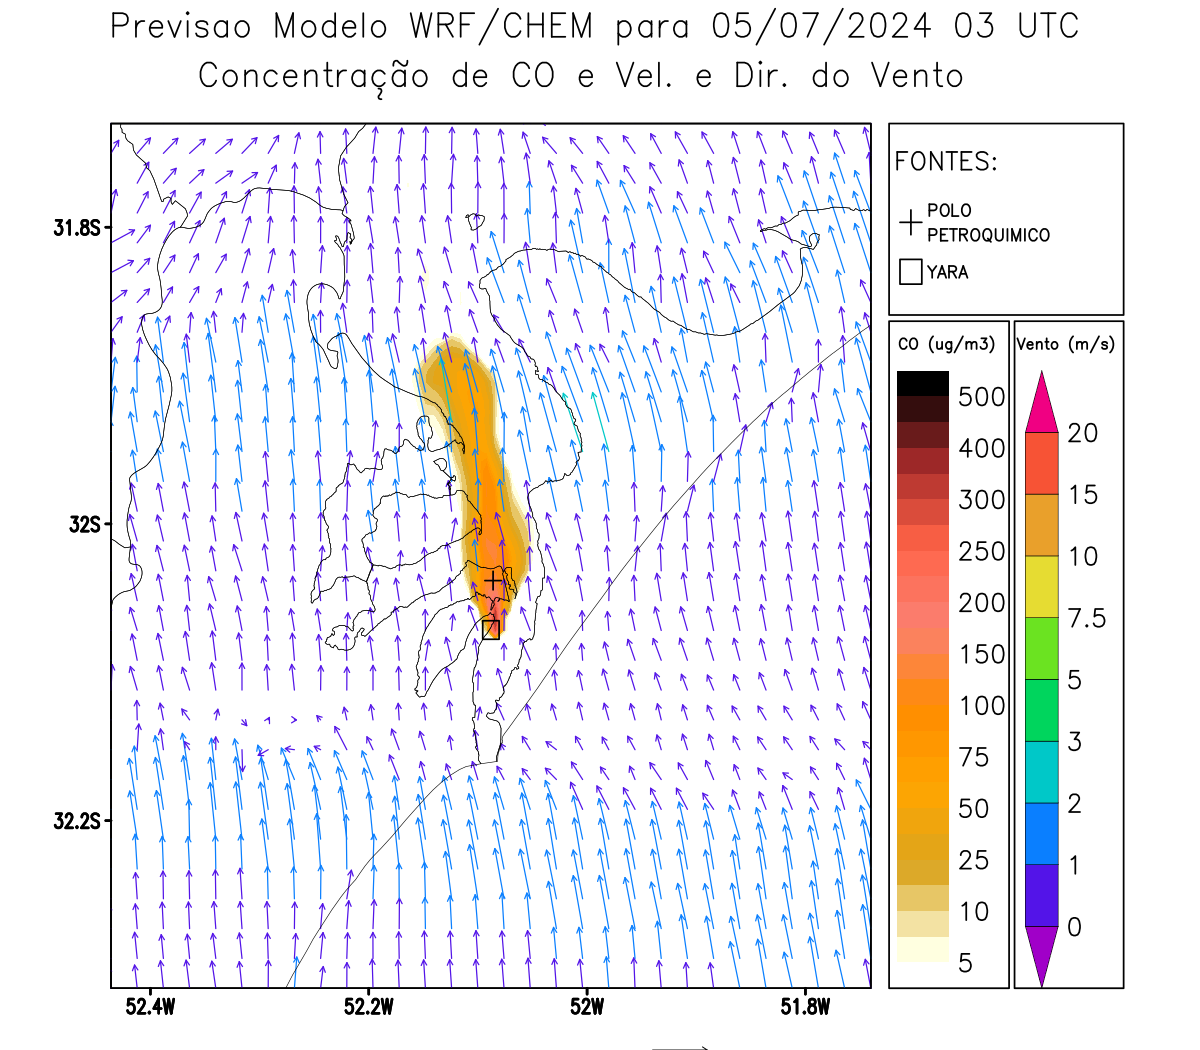 Previsao Modelo WRF/CHEM para 05/07/2024 03 UTC
Concentração de CO e Vel. e Dir. do Vento
FONTES:
POLO
PETROQUIMICO
YARA
CO (ug/m3)
500
400
300
250
200
150
100
75
50
25
10
5
Vento (m/s)
20
15
10
7.5
5
3
2
1
0
31.8S
32S
32.2S
52.4W
52.2W
52W
51.8W